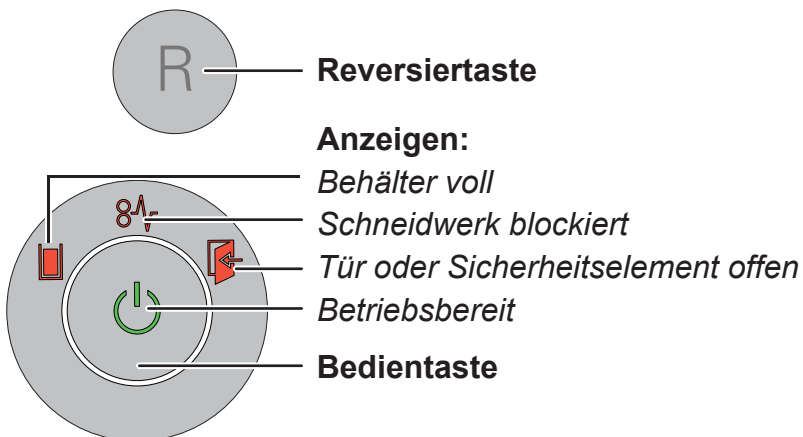 R
Reversiertaste
Anzeigen:
Behälter voll
Schneidwerk blockiert
Tür oder Sicherheitselement offen
Betriebsbereit
Bedientaste